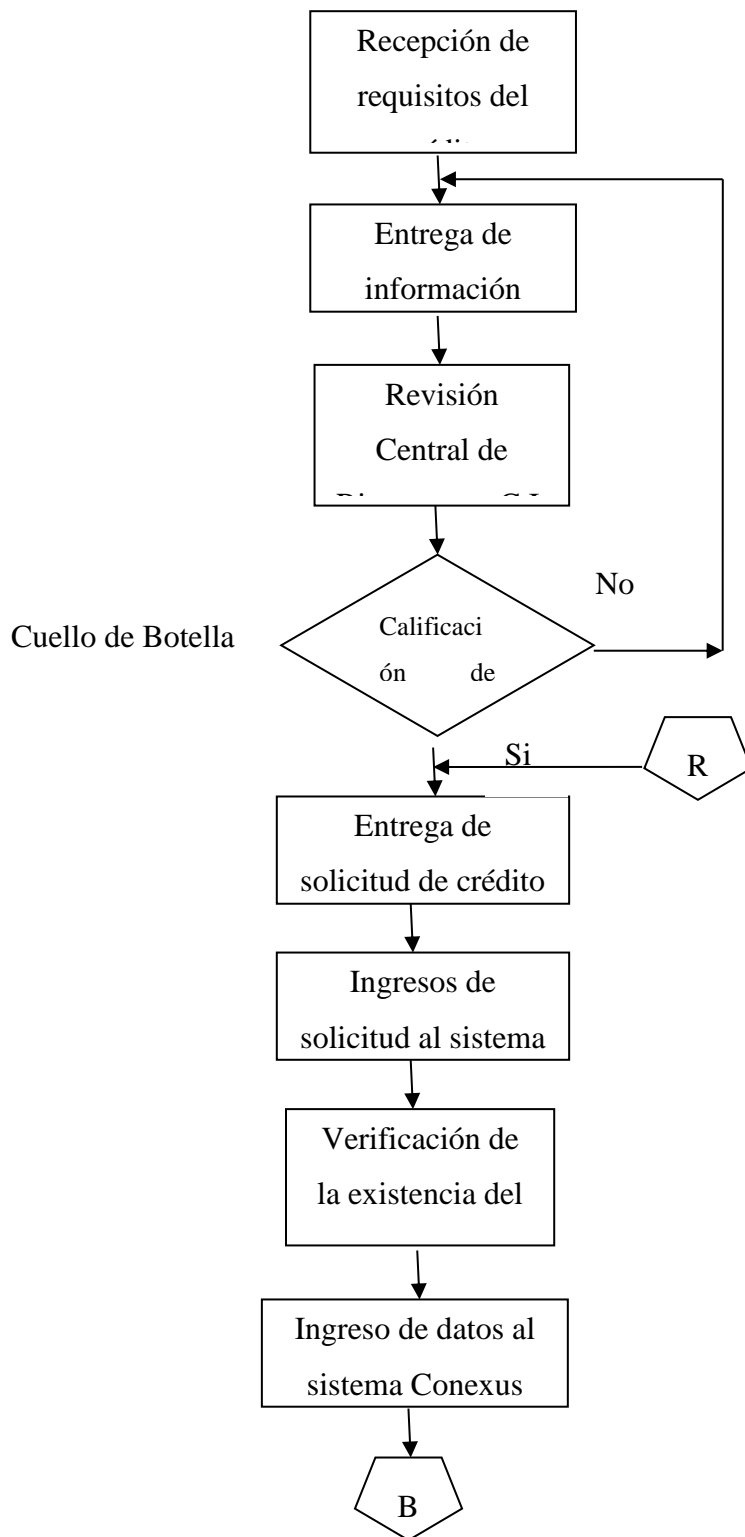 Recepción de
requisitos del
Entrega de
información
Revisión
Central de
No
Cuello de Botella
Calificaci
ón de
Si
R
Entrega de
solicitud de crédito
Ingresos de
solicitud al sistema
Verificación de
la existencia del
Ingreso de datos al
sistema Conexus
B